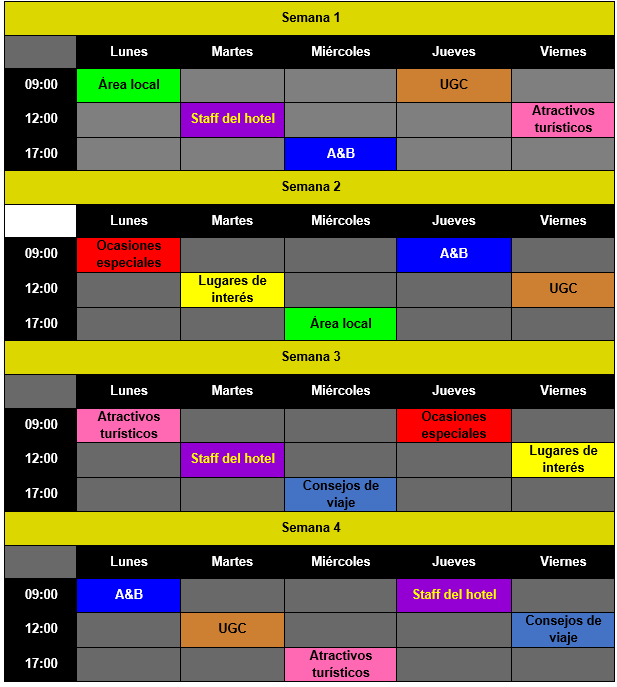 Semana 1
Lunes Martes Miércoles Jueves Viernes
09:00 Área local UGC
12:00 Staff del hotel Atractivos
turísticos
17:00 A&B
Semana 2
Lunes Martes Miércoles Jueves Viernes
09:00 Ocasiones
especiales A&B
12:00 Lugares de
interés UGC
17:00 Área local
Semana 3
Lunes Martes Miércoles Jueves Viernes
09:00 Atractivos
turísticos Ocasiones
especiales
12:00 Staff del hotel Lugares de
interés
17:00 Consejos de
viaje
Semana 4
Lunes Martes Miércoles Jueves Viernes
09:00 A&B Staff del hotel
12:00 UGC Consejos de
viaje
17:00 Atractivos
turísticos